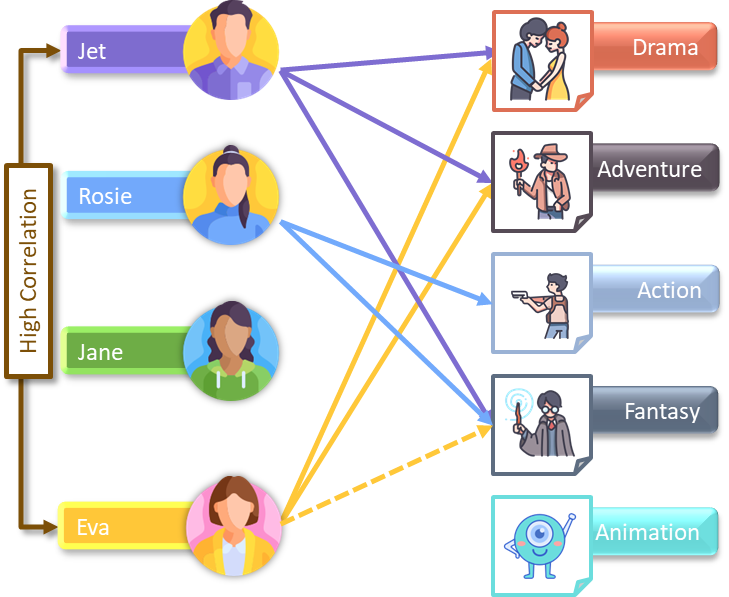 Jet
Drama
Rosie
Adventure
High Correlation
Action
Jane
Fantasy
Eva
Animation